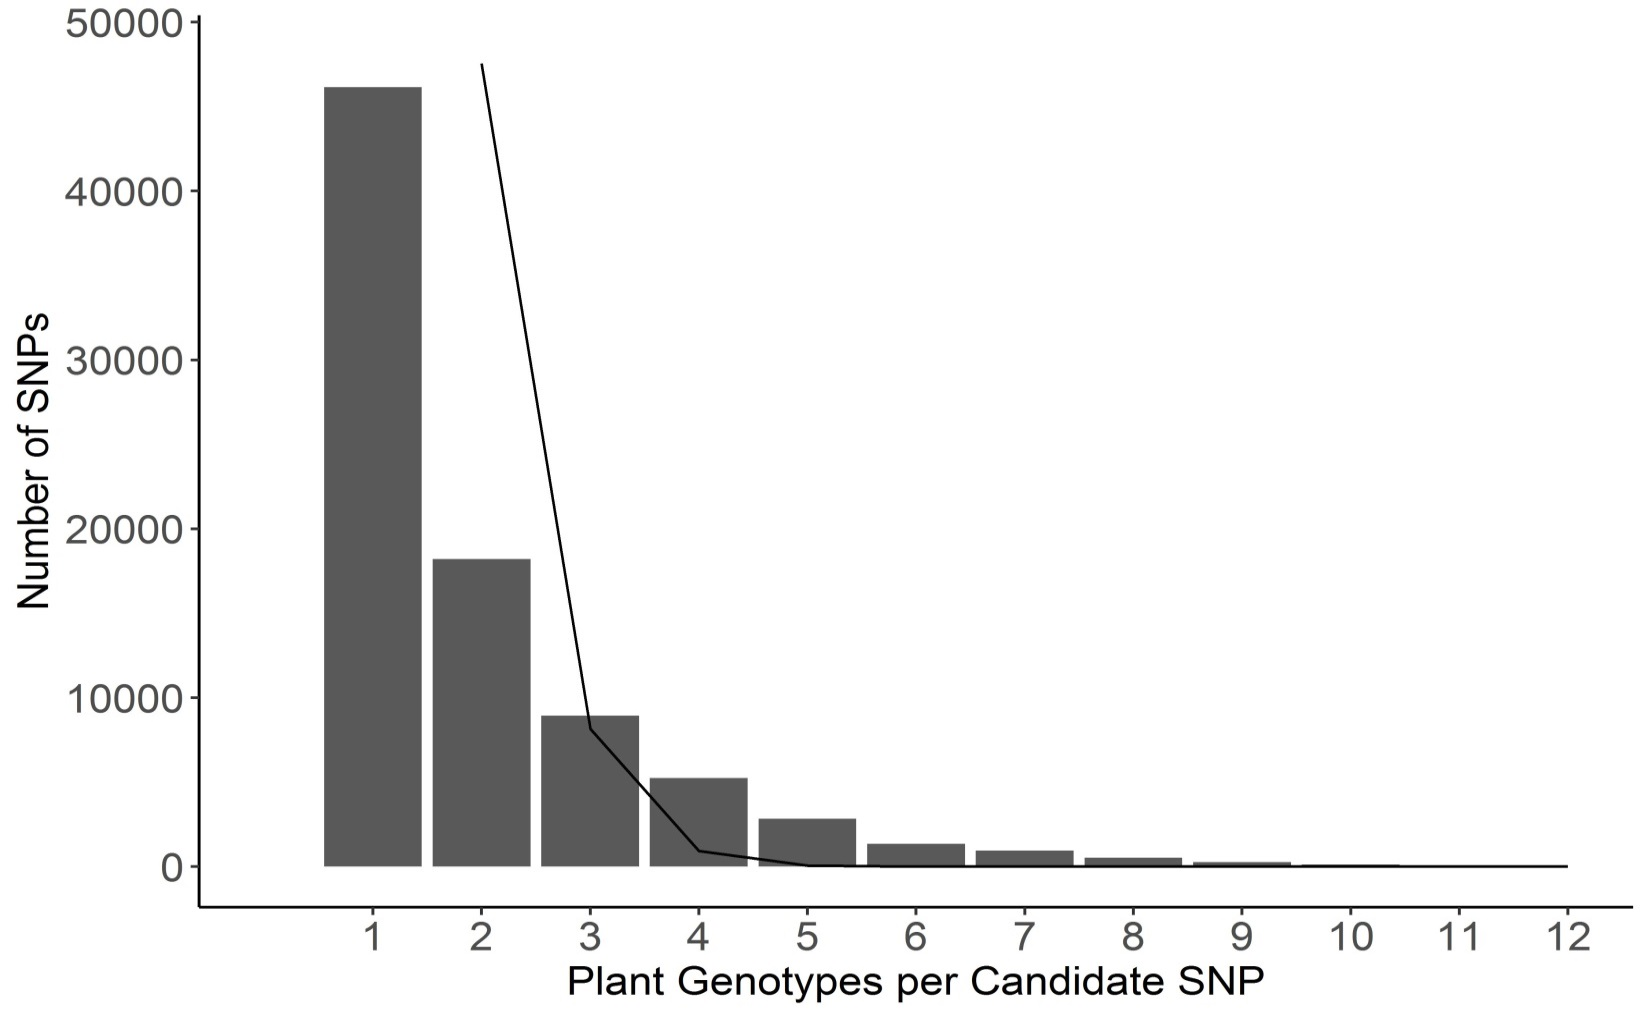 50000
40000
30000
20000
10000
0
Number of SNPs
1 2 3 4 5 6 7 8 9 10 11 12
Plant Genotypes per Candidate SNP